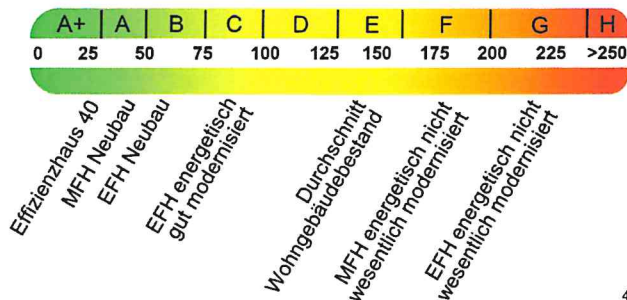 A+ A B C D E F G H
0 25 50 75 100 125 150 175 200 225 >250
Effizienzhaus 40
MFH Neubau
EFH Neubau
EFH energetisch
gut modernisiert
Durchschnitt
Wohngebäudebestand
MFH energetisch nicht
wesentlich modernisiert
EFH energetisch nicht
wesentlich modernisiert
4